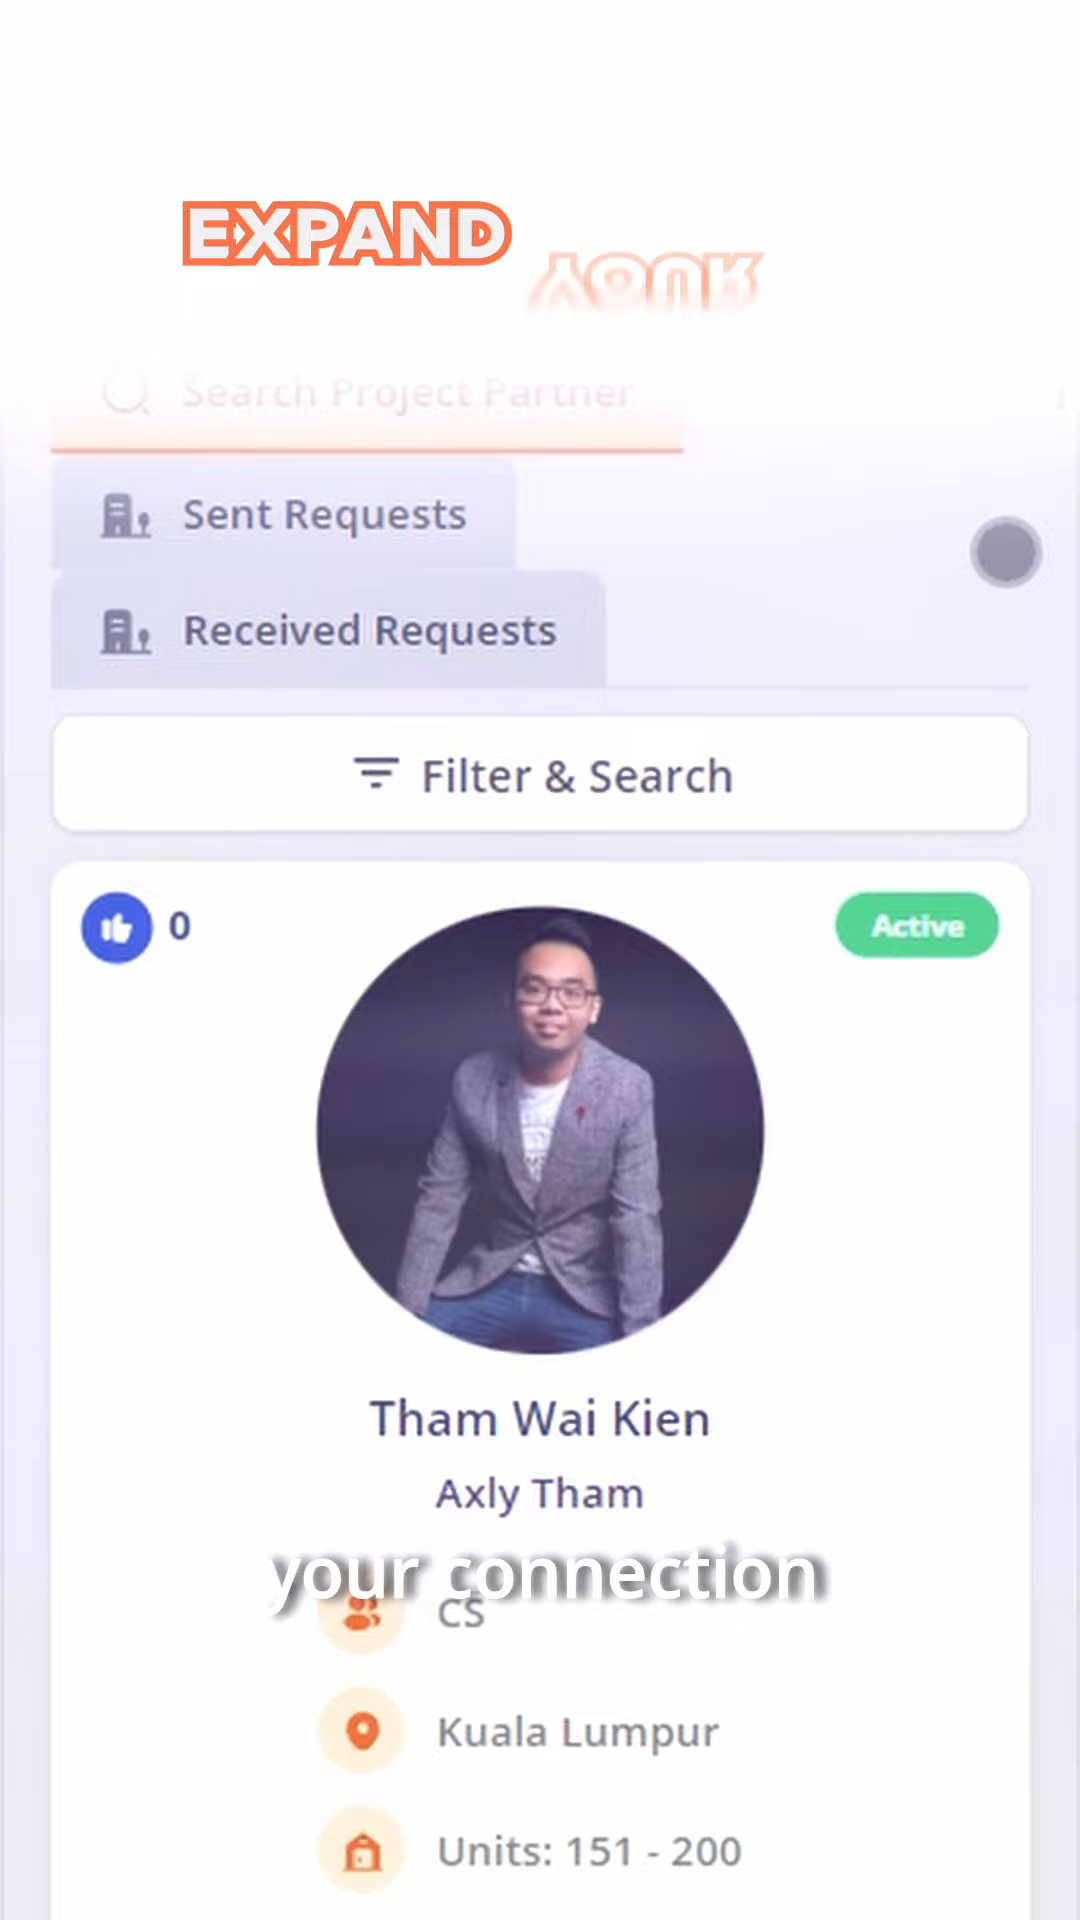 EXPAND
YOUR
Search Project Partner
Sent Requests
Received Requests
Filter & Search
0
Active
Tham Wai Kien
Axly Tham
your connection
CS
Kuala Lumpur
Units: 151 - 200